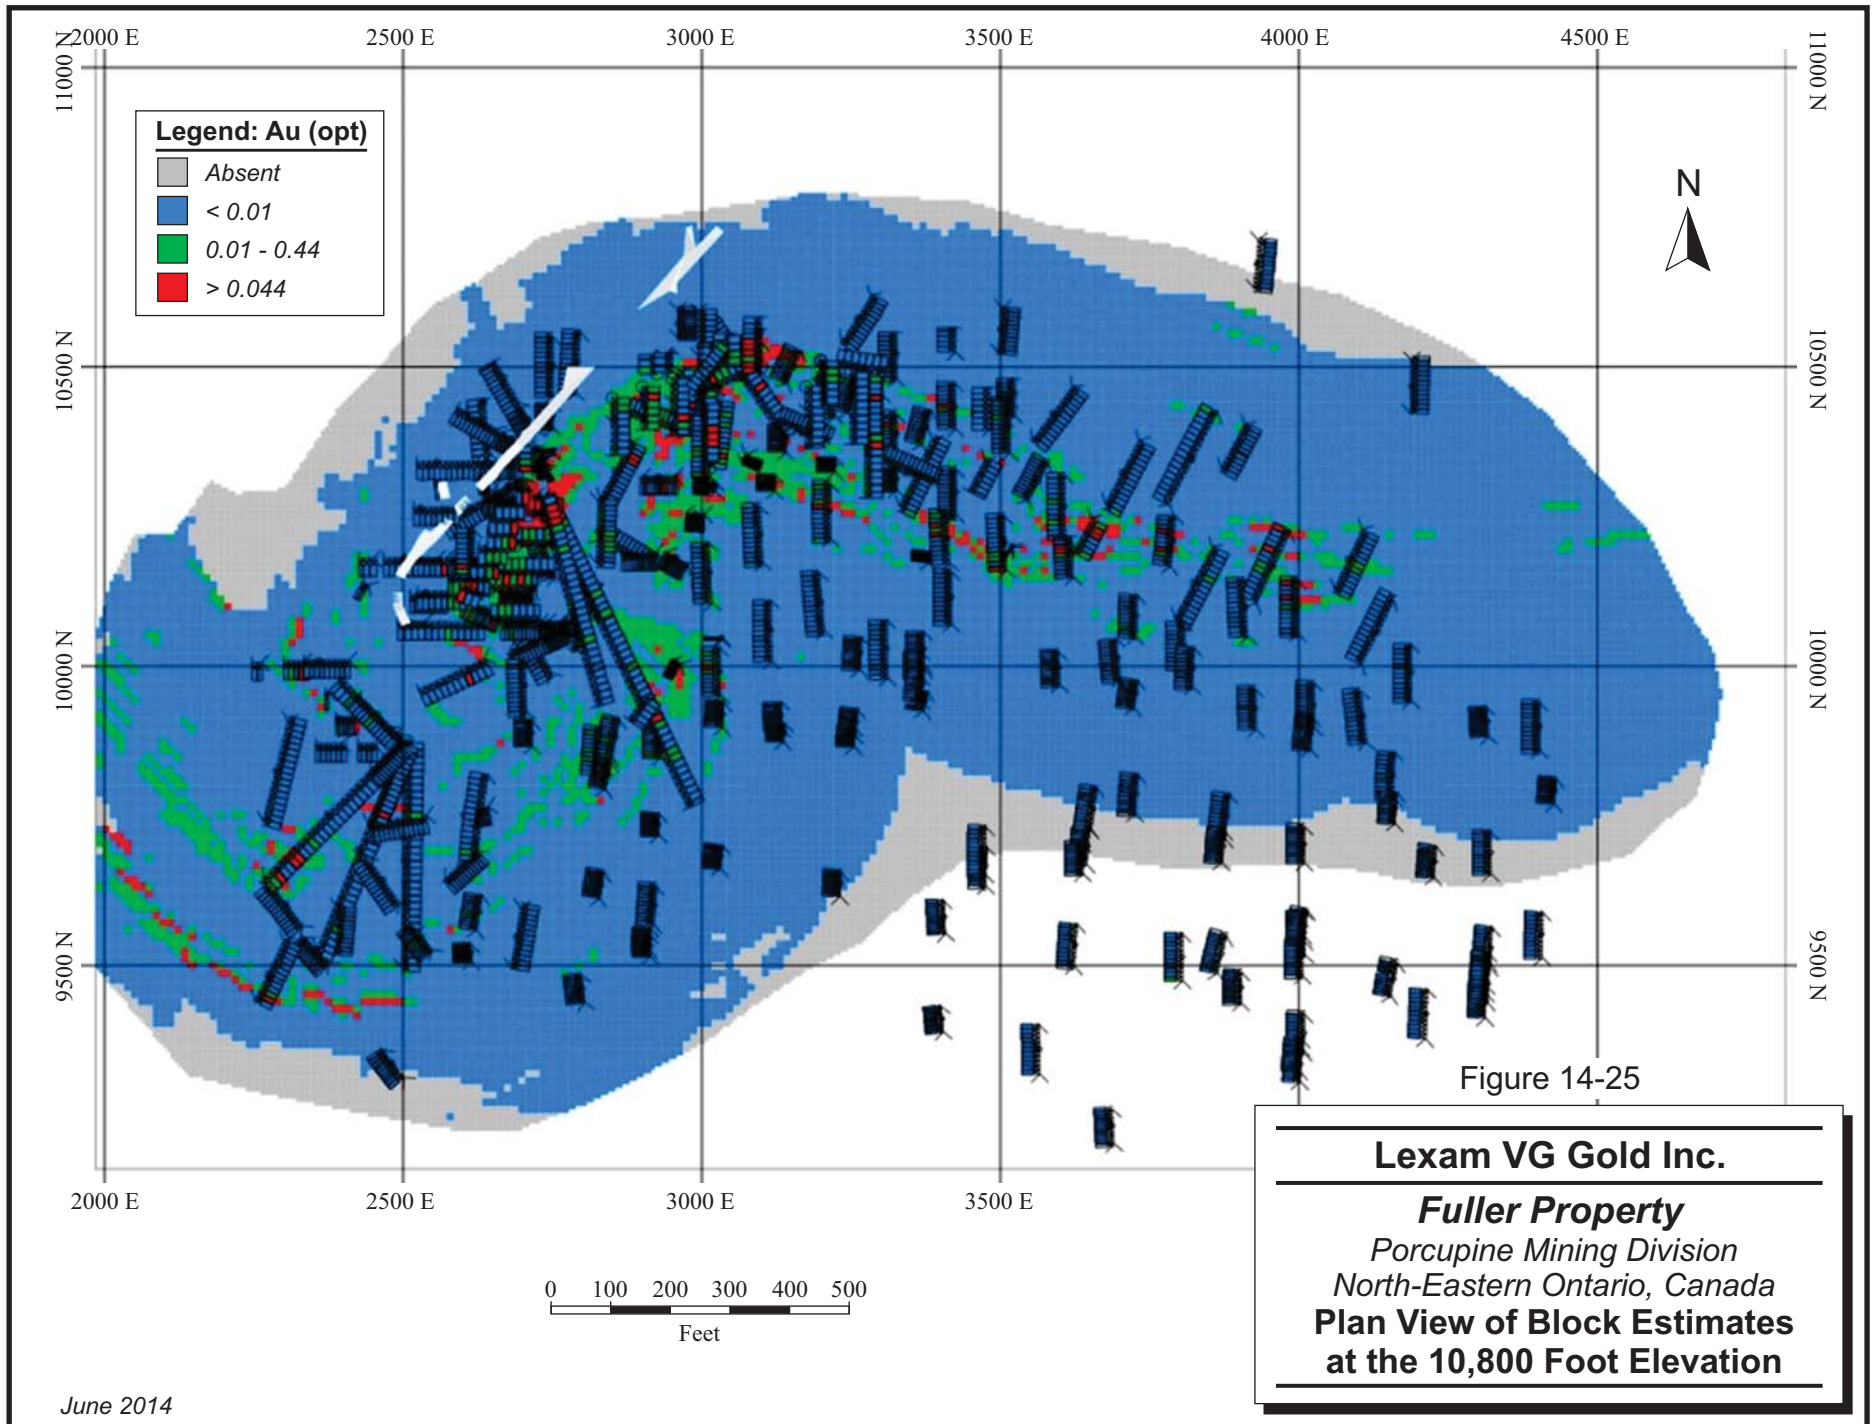 2000 E 2500 E 3000 E 3500 E 4000 E 4500 E
11000 N
11000 N
Legend: Au (opt)
Absent
< 0.01
0.01 - 0.44
> 0.044
N
10500 N
10500 N
10000 N
10000 N
9500 N
9500 N
Figure 14-25
2000 E 2500 E 3000 E 3500 E
Lexam VG Gold Inc.
Fuller Property
Porcupine Mining Division
North-Eastern Ontario, Canada
Plan View of Block Estimates
at the 10,800 Foot Elevation
0 100 200 300 400 500
Feet
June 2014